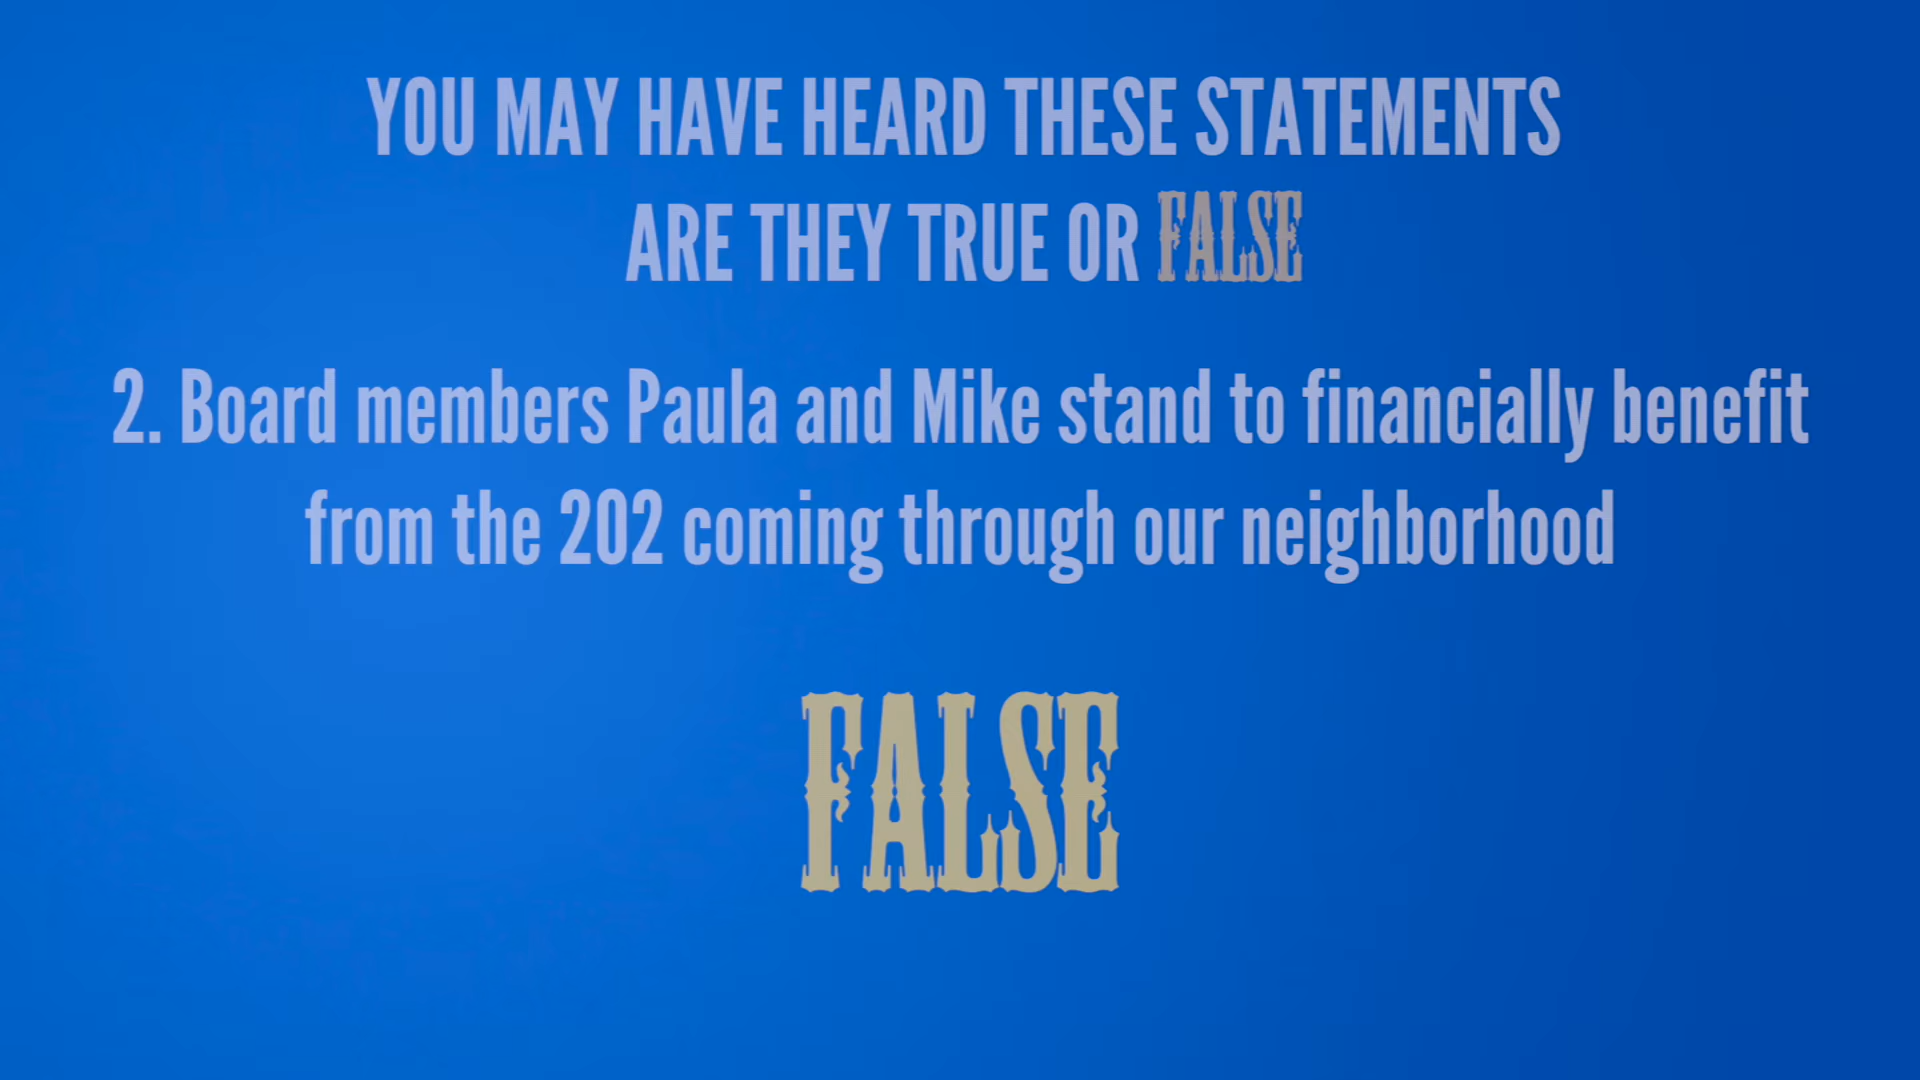 YOU MAY HAVE HEARD THESE STATEMENTS
ARE THEY TRUE OR FALSE
2. Board members Paula and Mike stand to financially benefit
from the 202 coming through our neighborhood
FALSE